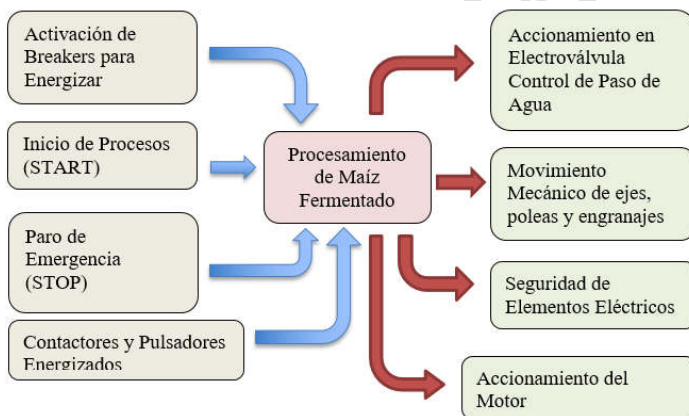 Activación de
Breakers para
Energizar
Inicio de Procesos
(START)
Paro de
Emergencia
(STOP)
Contactores y Pulsadores
Energizados
Procesamiento
de Maíz
Fermentado
Accionamiento en
Electroválvula
Control de Paso de
Agua
Movimiento
Mecánico de ejes,
poleas y engranajes
Seguridad de
Elementos Eléctricos
Accionamiento del
Motor